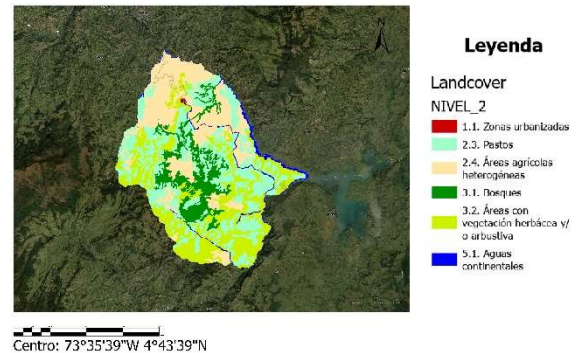 N
Leyenda
Landcover
NIVEL_2
1.1. Zonas urbanizadas
2.3. Pastos
2.4. Áreas agrícolas
heterogéneas
3.1. Bosques
3.2. Áreas con
vegetación herbácea y/
o arbustiva
5.1. Aguas
continentales
Centro: 73°35'39"W 4°43'39"N